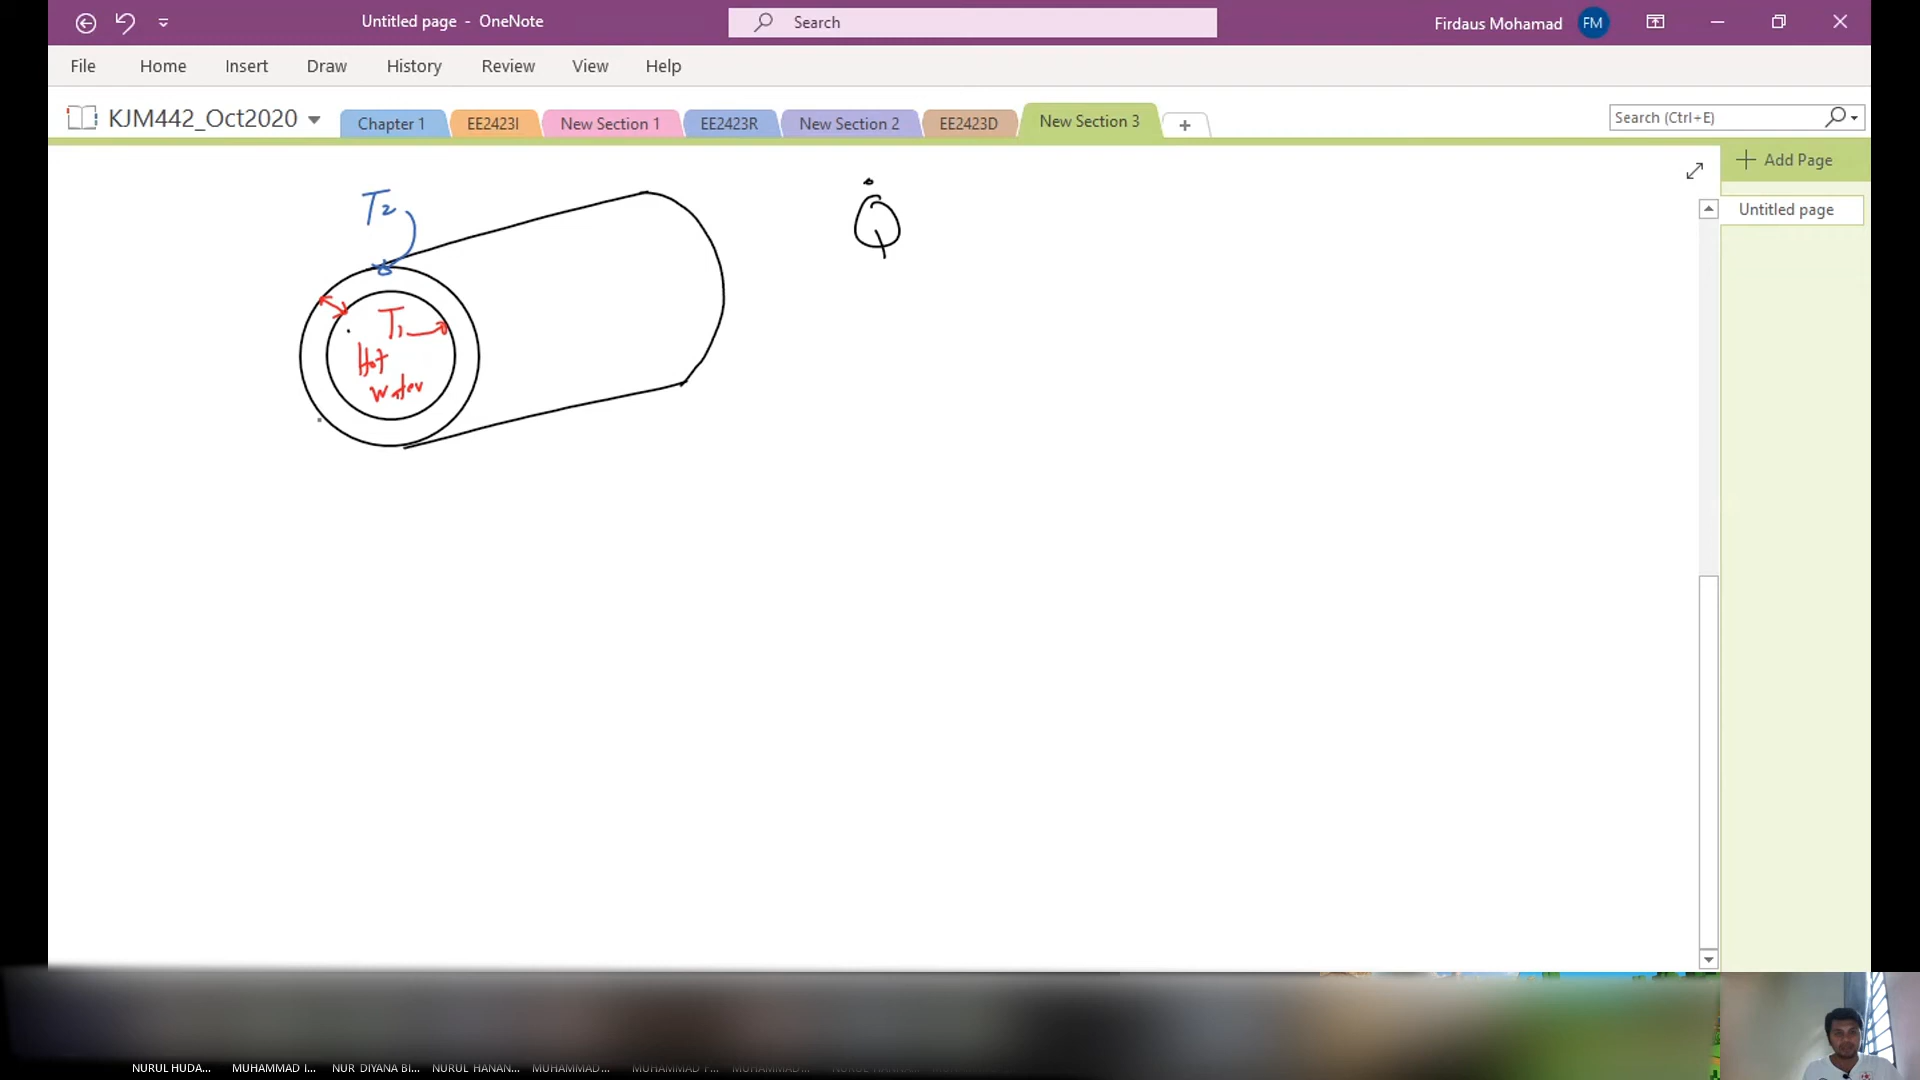 Untitled page - OneNote
Search
Firdaus Mohamad
FM
File Home Insert Draw History Review View Help
KJM442_Oct2020
Chapter 1 EE2423I New Section 1 EE2423R New Section 2 EE2423D New Section 3
Search (Ctrl+E)
Add Page
Untitled page
T2
Q̇
T1
Hot
water
NURUL HUDA... MUHAMMAD I... NUR DIYANA BI... NURUL HANAN... MUHAMMAD... MUHAMMAD F... MUHAMMAD...